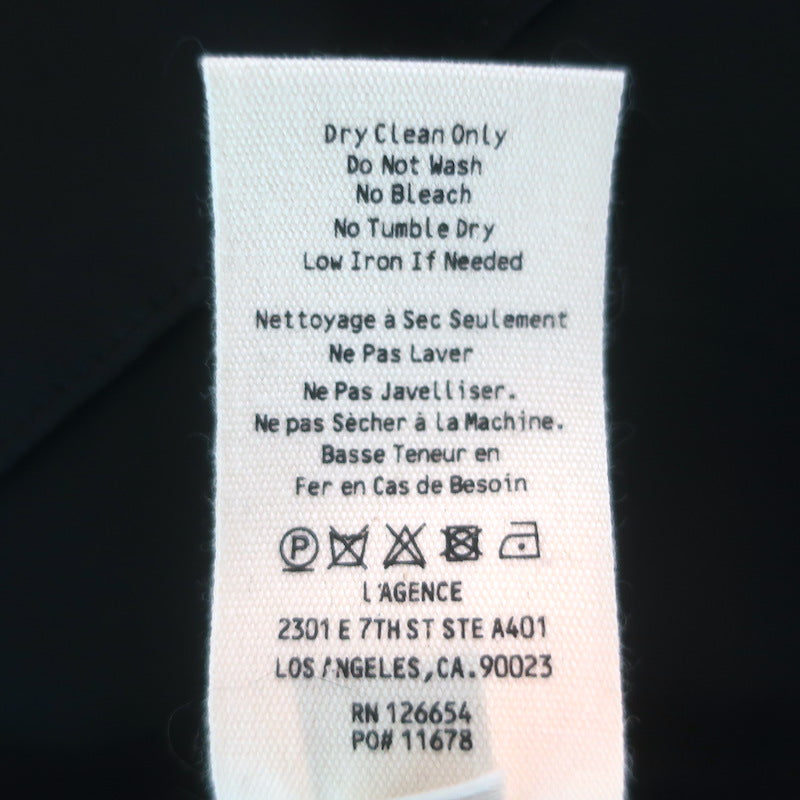 Dry Clean Only
Do Not Wash
No Bleach
No Tumble Dry
Low Iron If Needed
Nettoyage à Sec Seulement
Ne Pas Laver
Ne Pas Javelliser.
Ne pas Sècher à la Machine.
Basse Teneur en
Fer en Cas de Besoin
P
L'AGENCE
2301 E 7TH ST STE A401
LOS ANGELES, CA. 90023
RN 126654
PO# 11678